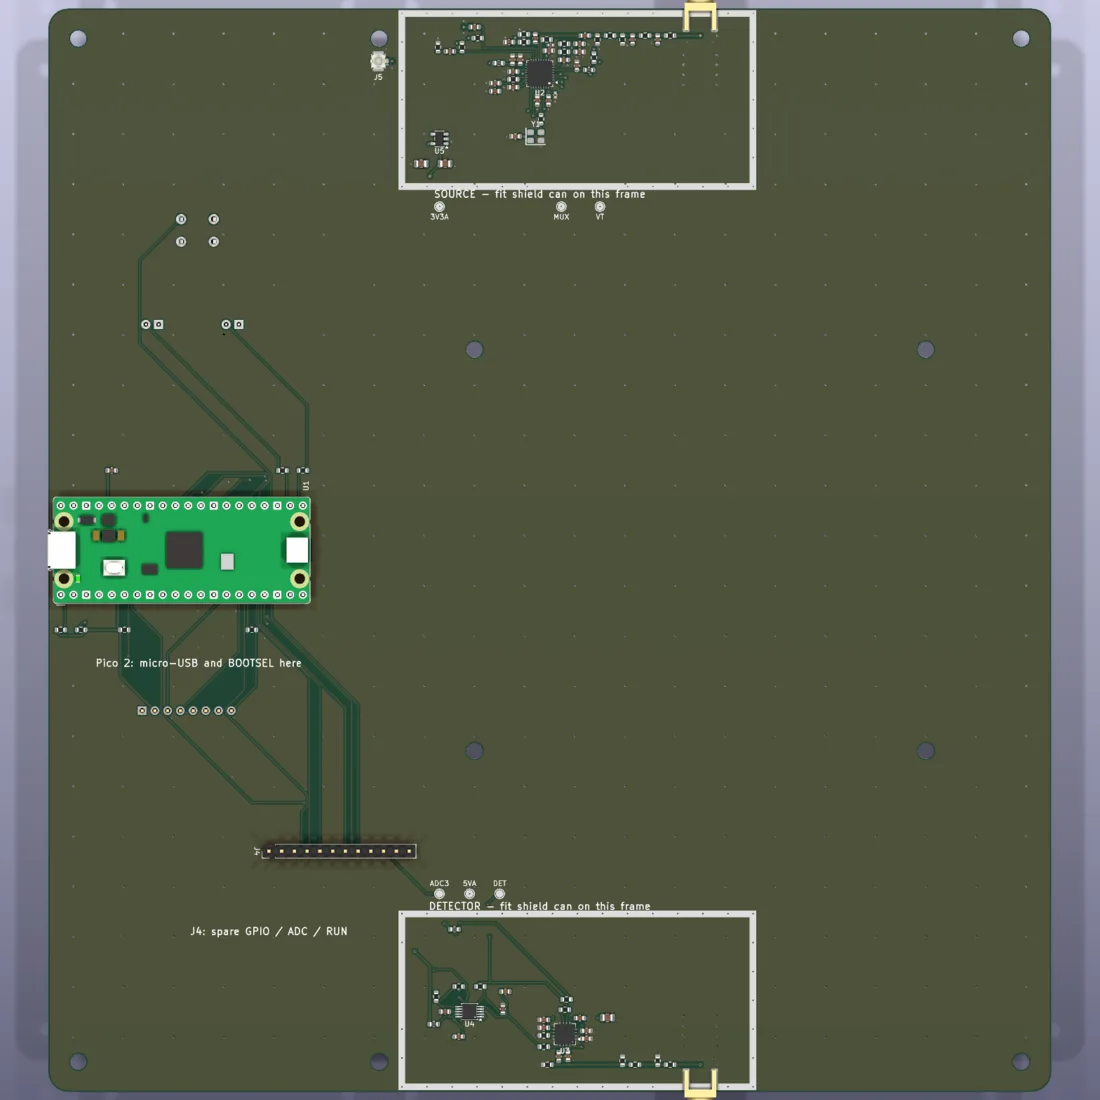 J5
U2
Y1
U5
SOURCE – fit shield can on this frame
3V3A
MUX
VT
U1
Pico 2: micro-USB and BOOTSEL here
J4
ADC3
5VA
DET
DETECTOR – fit shield can on this frame
J4: spare GPIO / ADC / RUN
U4
U3